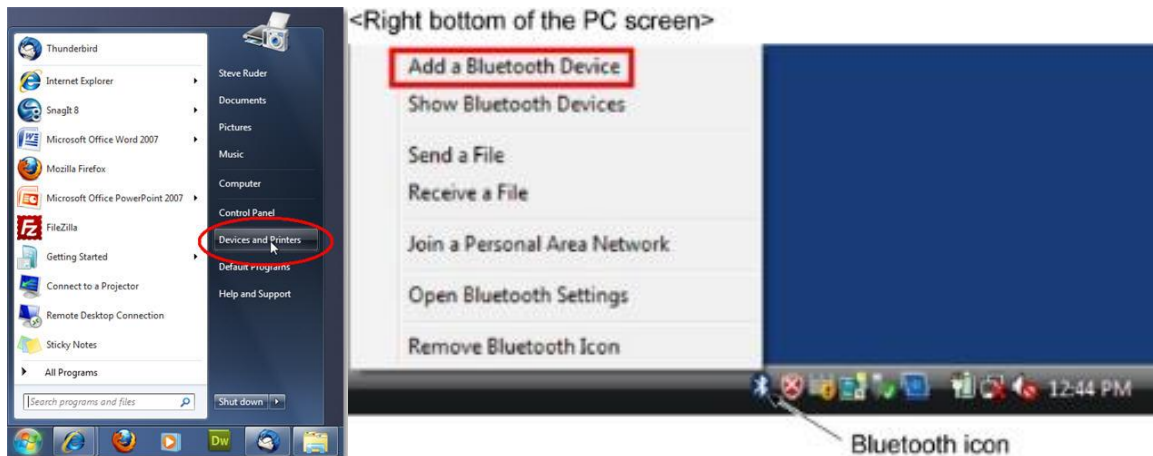 Thunderbird
Internet Explorer
SnagIt 8
Microsoft Office Word 2007
Mozilla Firefox
Microsoft Office PowerPoint 2007
FileZilla
Getting Started
Connect to a Projector
Remote Desktop Connection
Sticky Notes
All Programs
Search programs and files
Steve Ruder
Documents
Pictures
Music
Computer
Control Panel
Devices and Printers
Default Programs
Help and Support
Shut down
Dw
<Right bottom of the PC screen>
Add a Bluetooth Device
Show Bluetooth Devices
Send a File
Receive a File
Join a Personal Area Network
Open Bluetooth Settings
Remove Bluetooth Icon
12:44 PM
Bluetooth icon